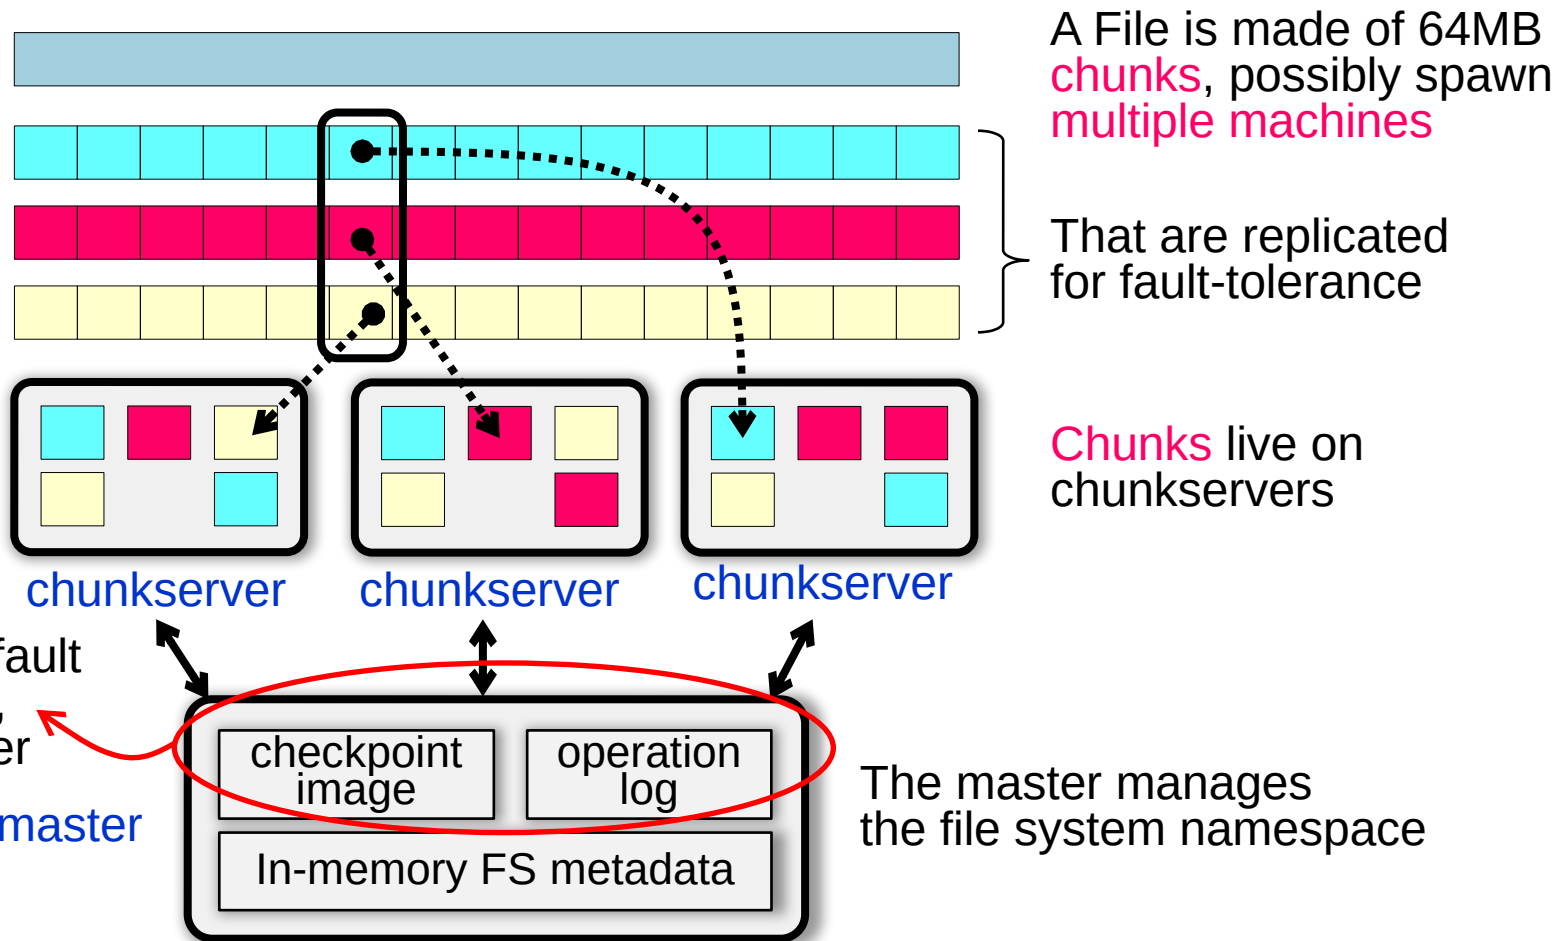 A File is made of 64MB
chunks, possibly spawn
multiple machines
That are replicated
for fault-tolerance
Chunks live on
chunkservers
chunkserver
chunkserver
chunkserver
fault
,
er
master
checkpoint
image
operation
log
In-memory FS metadata
The master manages
the file system namespace